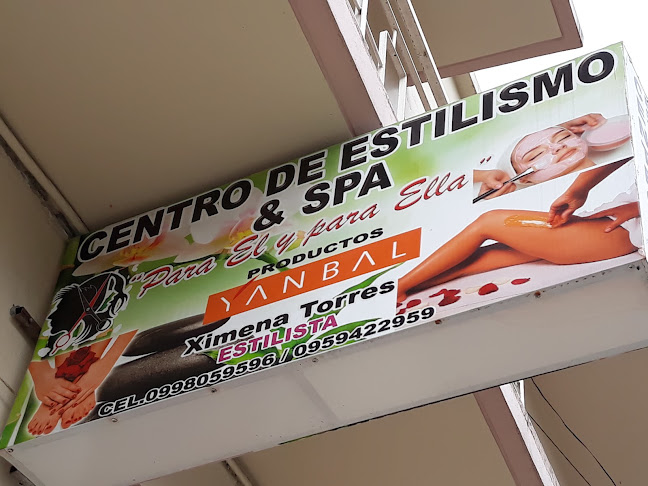 CENTRO DE ESTILISMO
& SPA
"Para El y para Ella"
PRODUCTOS
YANBAL
Ximena Torres
ESTILISTA
CEL.0998059596 / 0959422959